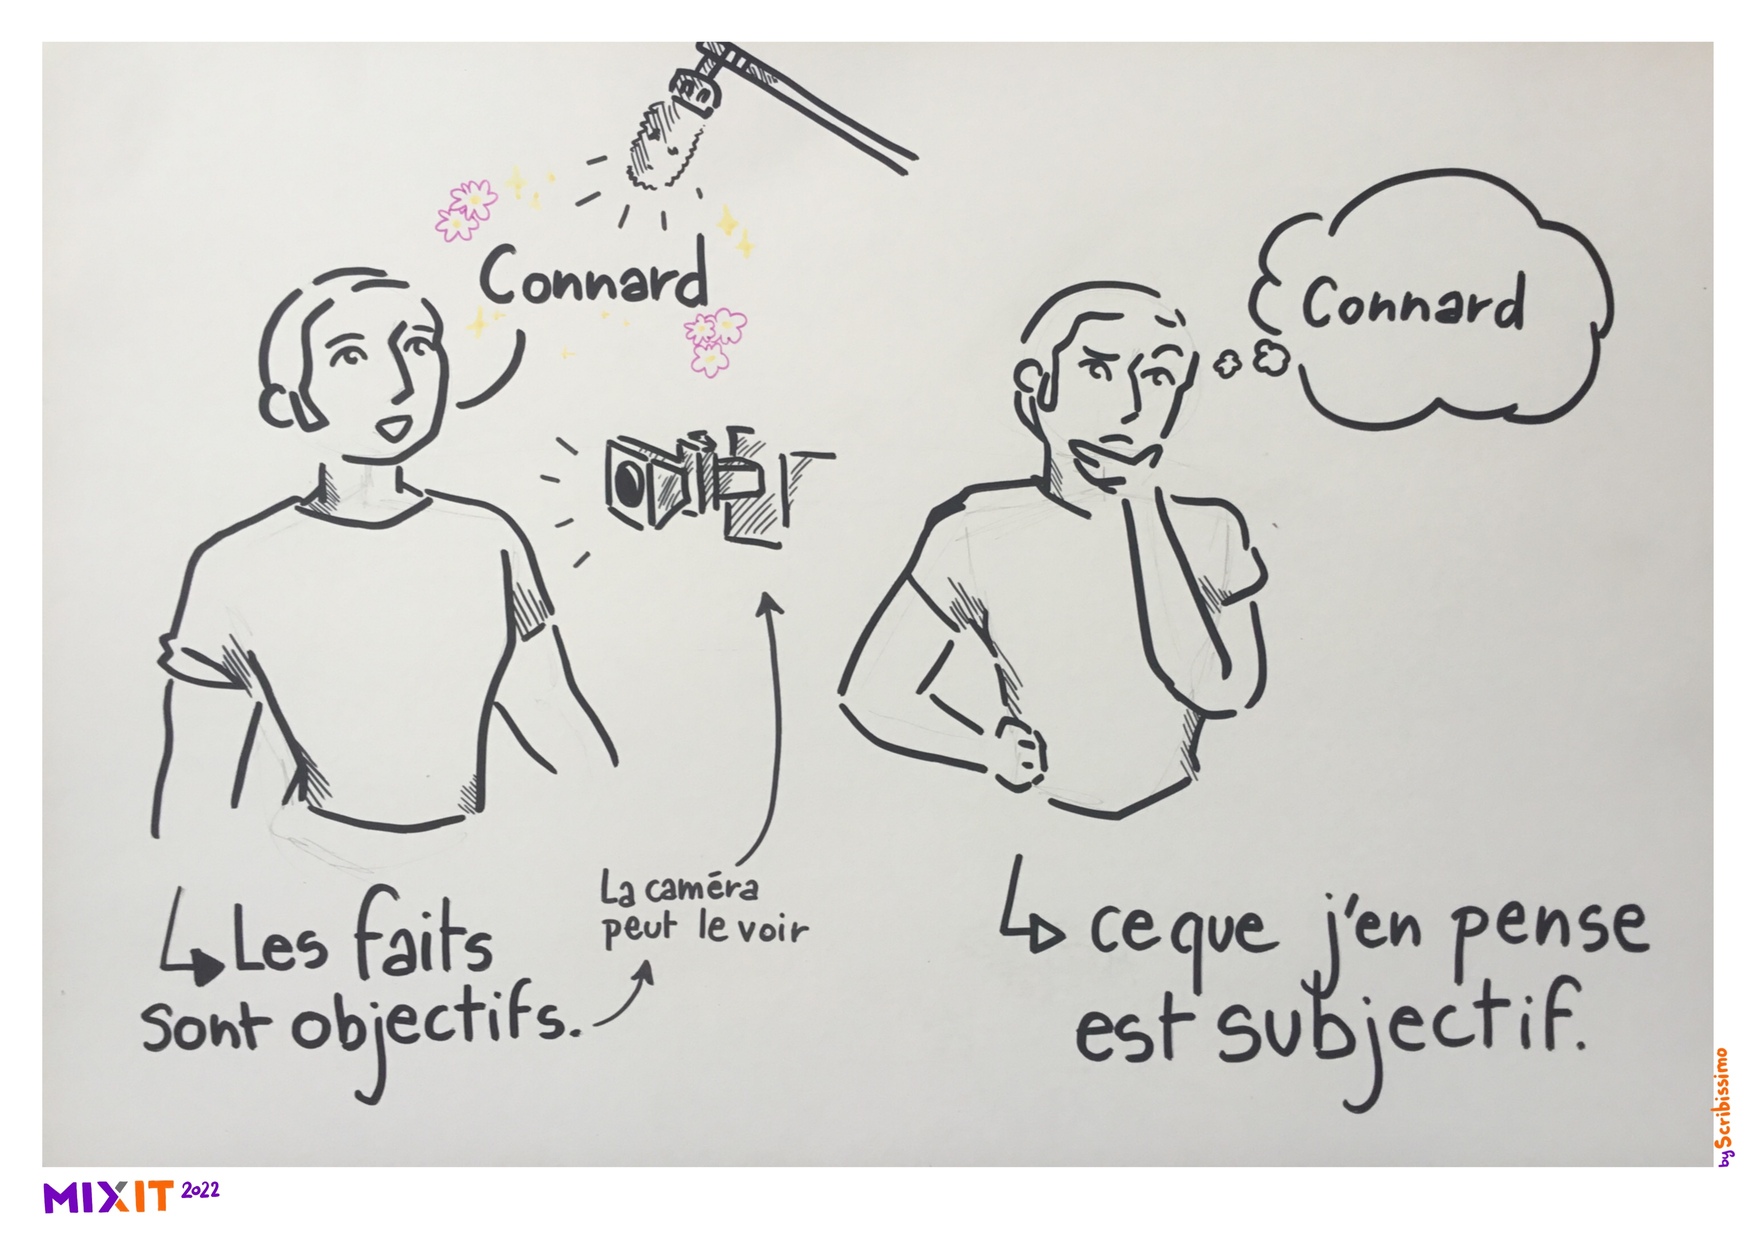 Connard
Connard
Les faits
sont objectifs.
La caméra
peut le voir
ce que j'en pense
est subjectif.
by Scribissimo
MIXIT 2022